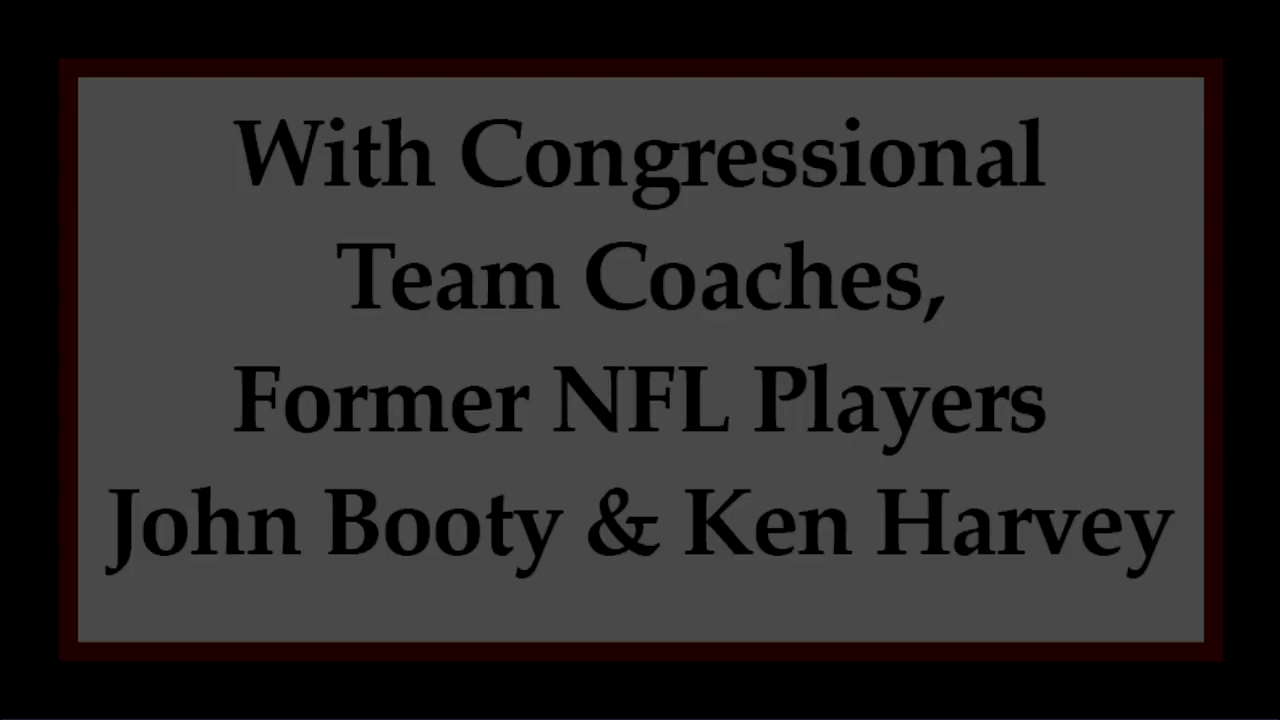 With Congressional
Team Coaches,
Former NFL Players
John Booty & Ken Harvey